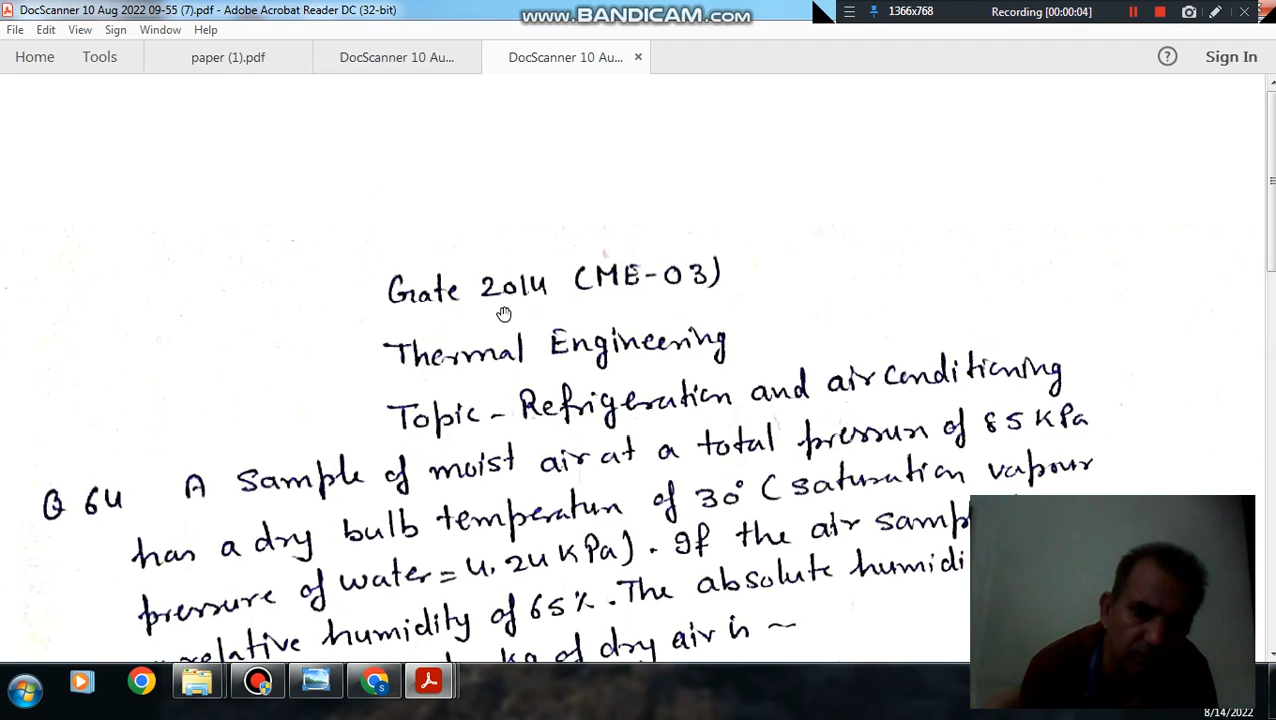 DocScanner 10 Aug 2022 09-55 (7).pdf - Adobe Acrobat Reader DC (32-bit)
www.BANDICAM.com
1366x768
Recording [00:00:04]
File Edit View Sign Window Help
Home Tools paper (1).pdf DocScanner 10 Au... DocScanner 10 Au... × Sign In
Gate 2014 (ME-03)
Thermal Engineering
Topic - Refrigeration and air conditioning
Q 64 A sample of moist air at a total pressure of 85 KPa
has a dry bulb temperature of 30° (saturation vapour
pressure of water = 4.24 KPa). If the air samp
relative humidity of 65%. The absolute humidi
kg of dry air is ~
8/14/2022